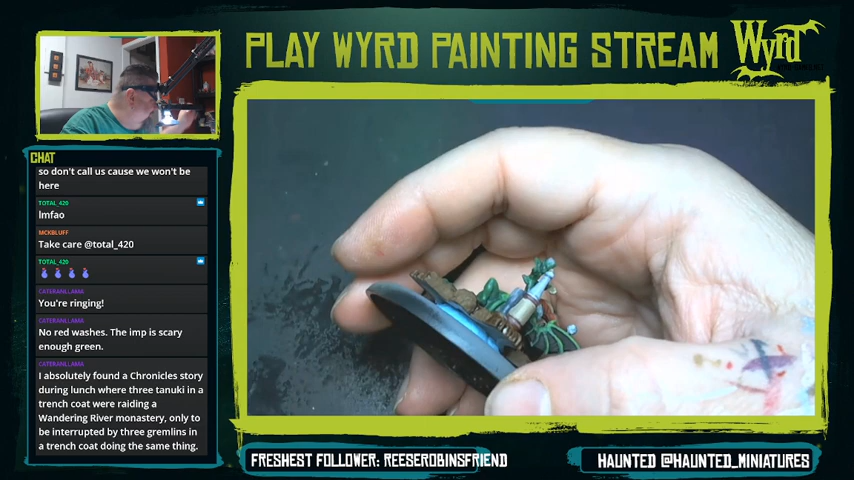 PLAY WYRD PAINTING STREAM
Wyrd
CHAT
so don't call us cause we won't be
here
TOTAL_420
lmfao
MCKBLUFF
Take care @total_420
TOTAL_420
CATERANLLAMA
You're ringing!
CATERANLLAMA
No red washes. The imp is scary
enough green.
CATERANLLAMA
I absolutely found a Chronicles story
during lunch where three tanuki in a
trench coat were raiding a
Wandering River monastery, only to
be interrupted by three gremlins in
a trench coat doing the same thing.
FRESHEST FOLLOWER: REESEROBINSFRIEND
HAUNTED @HAUNTED_MINIATURES